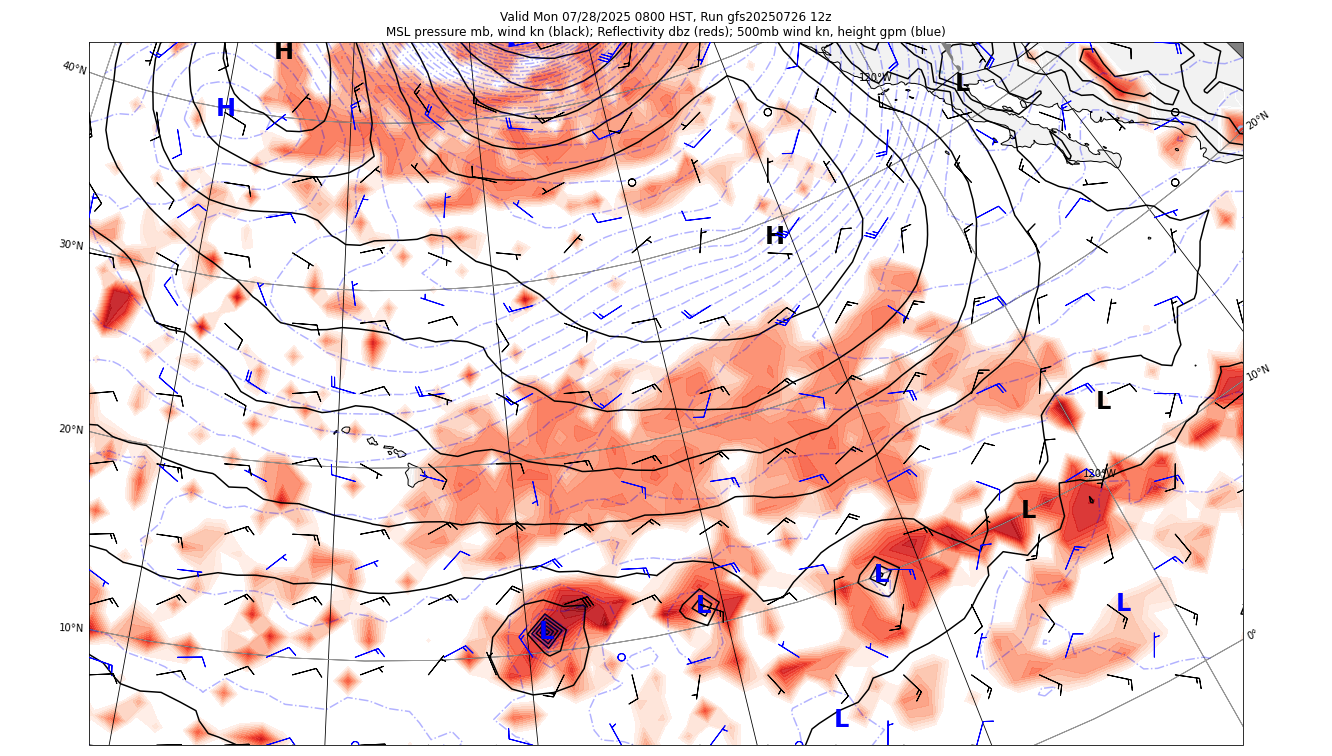 Valid Mon 07/28/2025 0800 HST, Run gfs20250726 12z
MSL pressure mb, wind kn (black); Reflectivity dbz (reds); 500mb wind kn, height gpm (blue)
H
40°N
120°W
L
H
20°N
30°N
H
10°N
L
20°N
120°W
L
L
L
L
L
10°N
L
0°
L